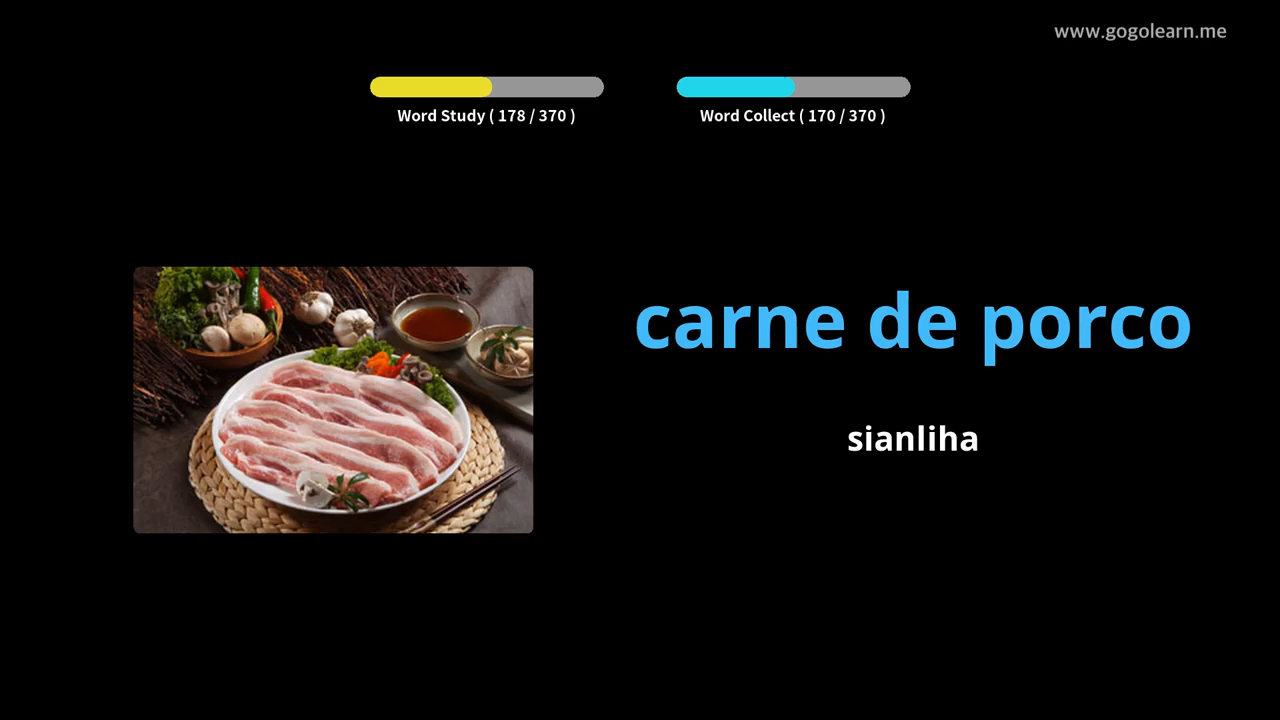 www.gogolearn.me
Word Study ( 178 / 370 )
Word Collect ( 170 / 370 )
carne de porco
sianliha